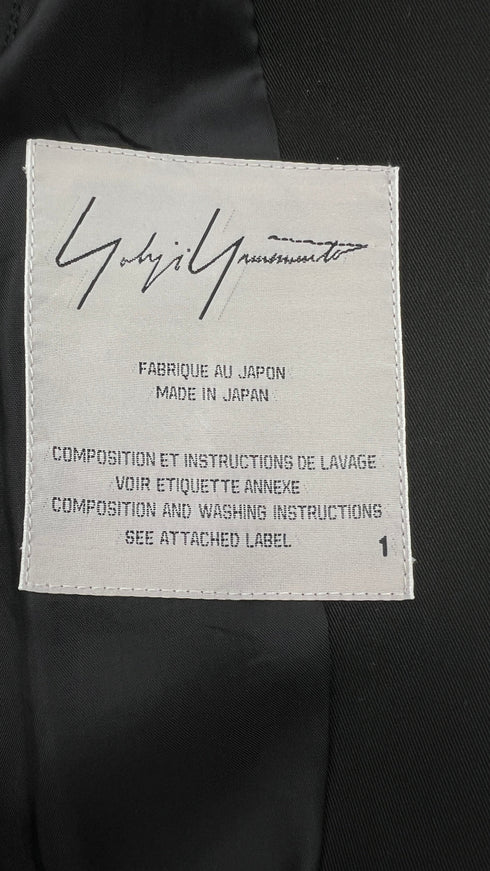 Yohji Yamamoto
FABRIQUE AU JAPON
MADE IN JAPAN
COMPOSITION ET INSTRUCTIONS DE LAVAGE
VOIR ETIQUETTE ANNEXE
COMPOSITION AND WASHING INSTRUCTIONS
SEE ATTACHED LABEL
1